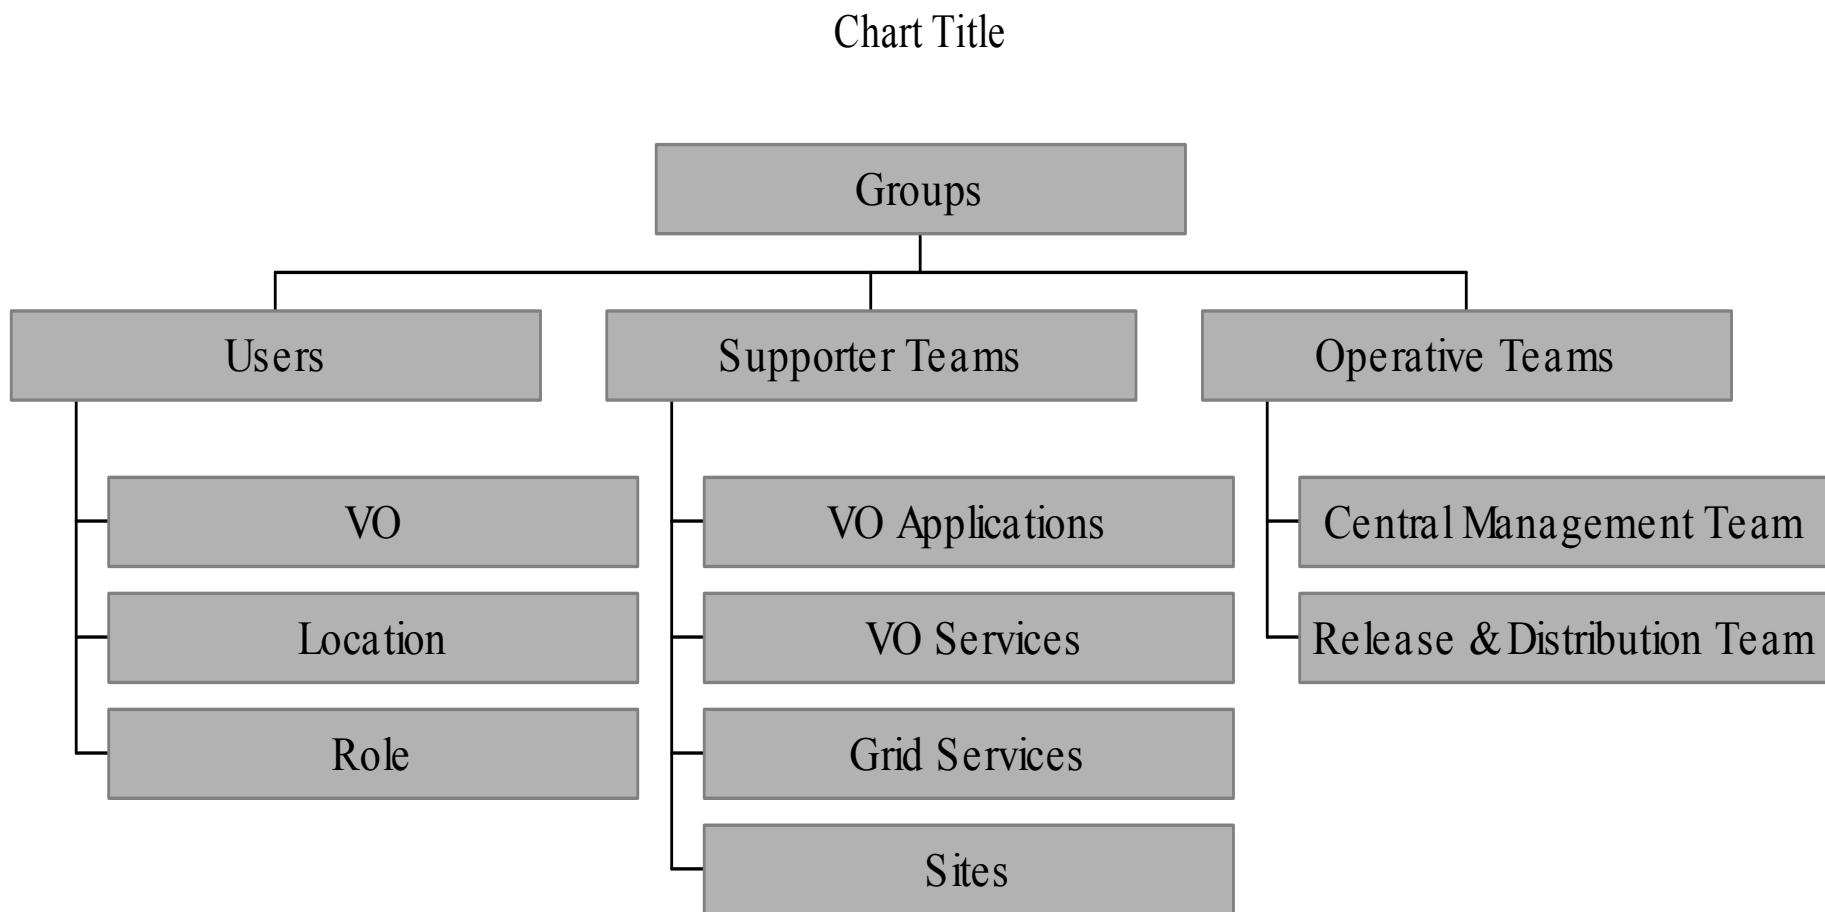 Chart Title
Groups
Users
Supporter Teams
Operative Teams
VO
VO Applications
Central Management Team
Location
VO Services
Release & Distribution Team
Role
Grid Services
Sites